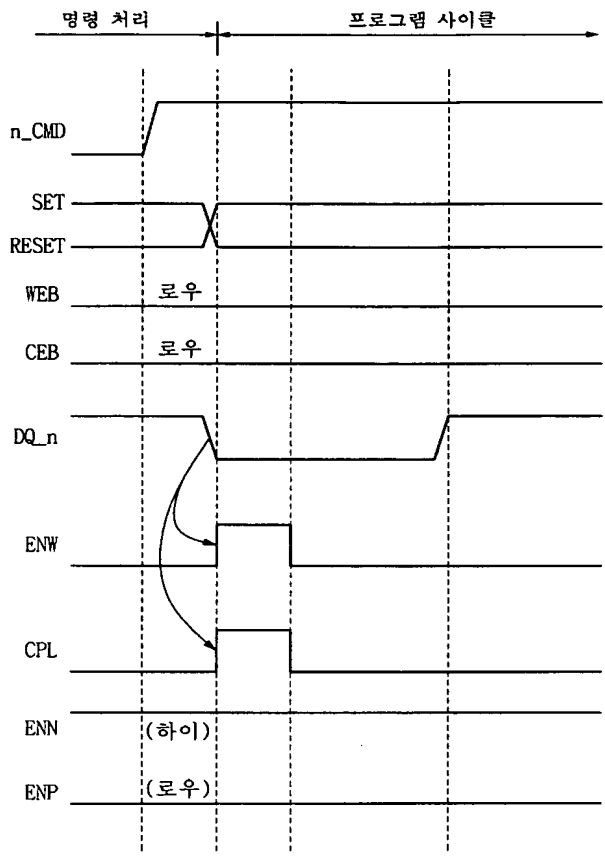 명령 처리 프로그램 사이클
n_CMD
SET
RESET
WEB 로우
CEB 로우
DQ_n
ENW
CPL
ENN (하이)
ENP (로우)